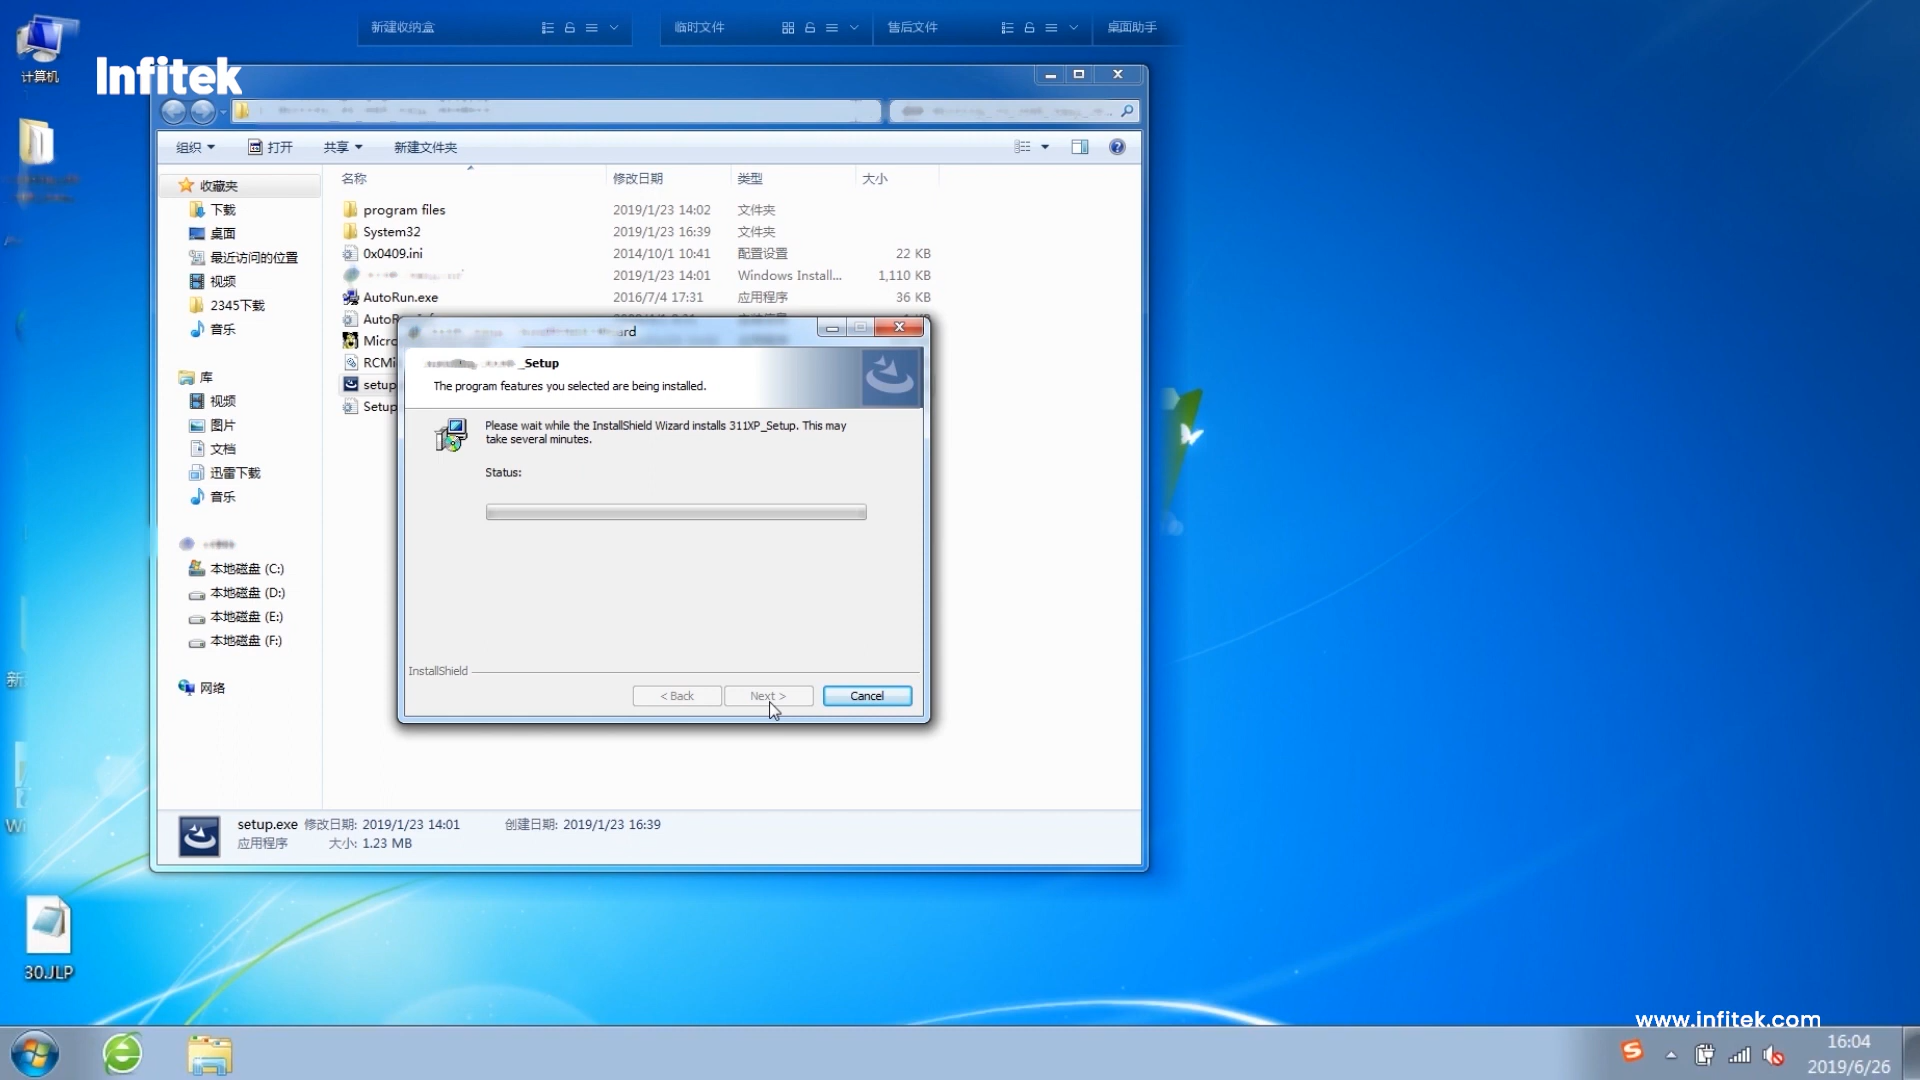 新建收纳盒
临时文件
售后文件
桌面助手
计算机
Infitek
组织
打开
共享
新建文件夹
名称
修改日期
类型
大小
收藏夹
下载
桌面
最近访问的位置
视频
2345下载
音乐
库
视频
图片
文档
迅雷下载
音乐
本地磁盘 (C:)
本地磁盘 (D:)
本地磁盘 (E:)
本地磁盘 (F:)
网络
program files 2019/1/23 14:02 文件夹
System32 2019/1/23 16:39 文件夹
0x0409.ini 2014/10/1 10:41 配置设置 22 KB
2019/1/23 14:01 Windows Install... 1,110 KB
AutoRun.exe 2016/7/4 17:31 应用程序 36 KB
Micro
RCMi
setup
Setup
_Setup
The program features you selected are being installed.
Please wait while the InstallShield Wizard installs 311XP_Setup. This may
take several minutes.
Status:
InstallShield
< Back
Next >
Cancel
setup.exe 修改日期: 2019/1/23 14:01 创建日期: 2019/1/23 16:39
应用程序 大小: 1.23 MB
30.JLP
www.infitek.com
16:04
2019/6/26